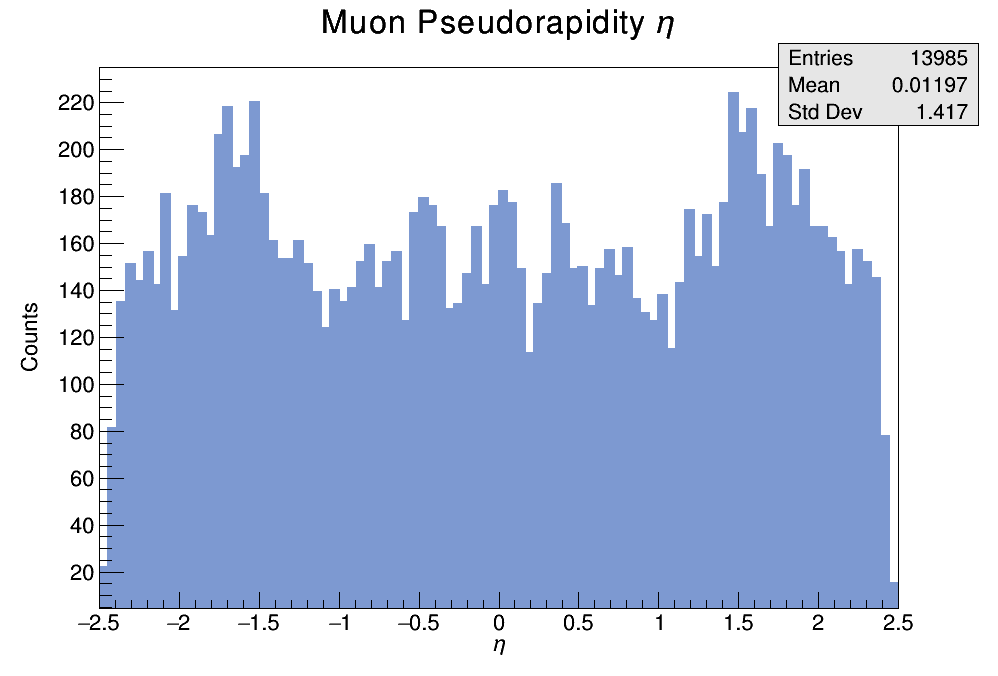 Muon Pseudorapidity η
Entries 13985
Mean 0.01197
Std Dev 1.417
220
200
180
160
140
120
100
80
60
40
20
Counts
−2.5 −2 −1.5 −1 −0.5 0 0.5 1 1.5 2 2.5
η